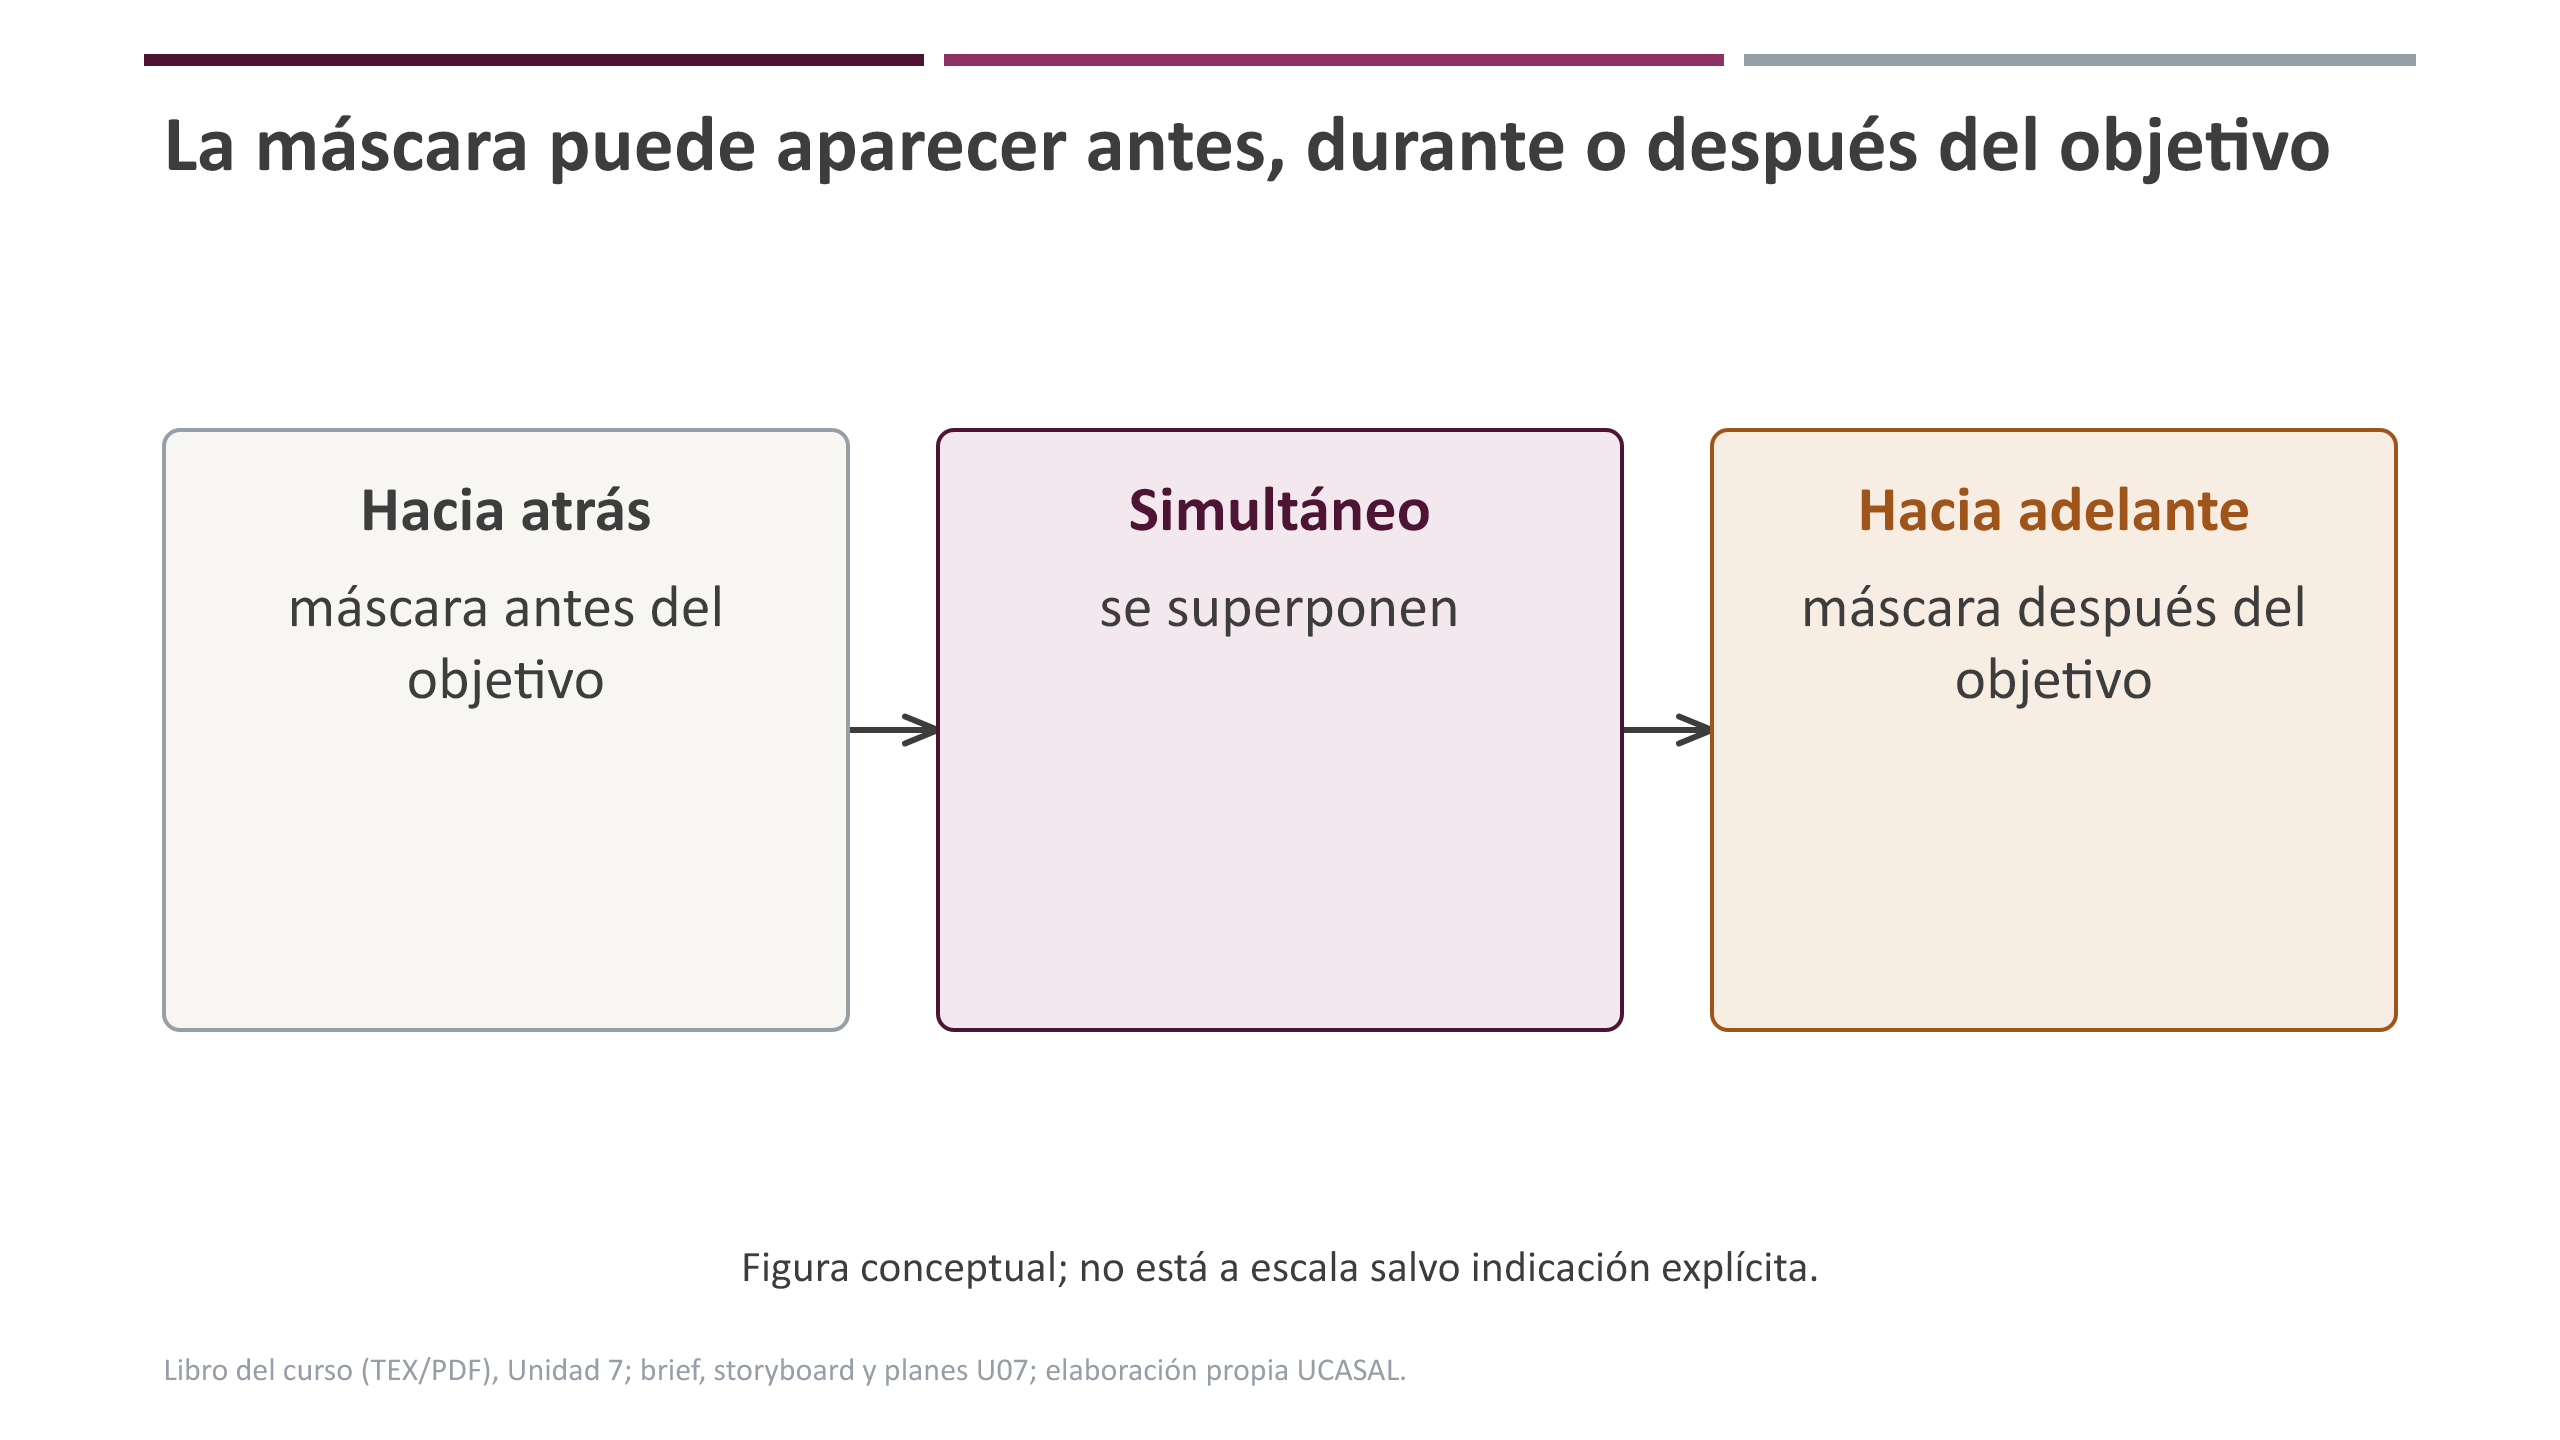 La máscara puede aparecer antes, durante o después del objetivo
Hacia atrás
máscara antes del
objetivo
Simultáneo
se superponen
Hacia adelante
máscara después del
objetivo
Figura conceptual; no está a escala salvo indicación explícita.
Libro del curso (TEX/PDF), Unidad 7; brief, storyboard y planes U07; elaboración propia UCASAL.